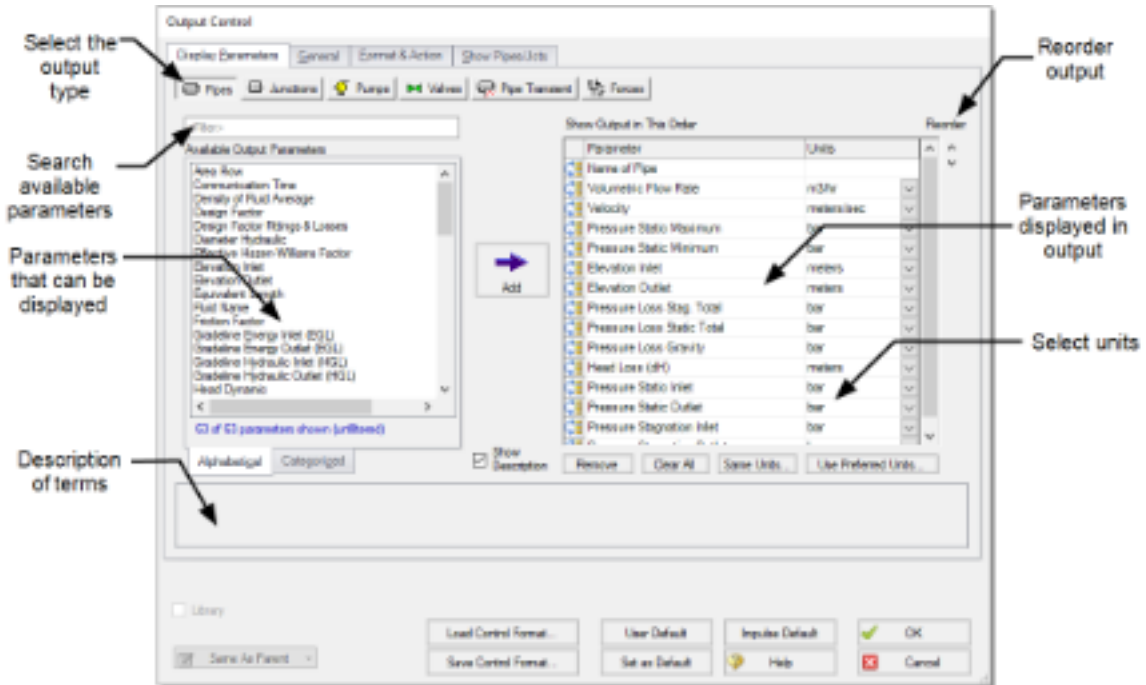 Output Control
Select the output type
Display Parameters General Format & Action Show Pipes/Jcts
Pipes Junctions Pumps Valves Pipe Transient Forces
Reorder output
Search available parameters
<Filter>
Available Output Parameters
Area Flow
Communication Time
Density of Fluid Average
Design Factor
Design Factor Fittings & Losses
Diameter Hydraulic
Effective Hazen-Williams Factor
Elevation Inlet
Elevation Outlet
Equivalent Length
Fluid Name
Friction Factor
Gradeline Energy Inlet (EGL)
Gradeline Energy Outlet (EGL)
Gradeline Hydraulic Inlet (HGL)
Gradeline Hydraulic Outlet (HGL)
Head Dynamic
63 of 63 parameters shown (unfiltered)
Alphabetical Categorized
Parameters that can be displayed
Add
Show Description
Show Output in This Order
Reorder
Parameter Units
Name of Pipe
Volumetric Flow Rate m3/hr
Velocity meters/sec
Pressure Static Maximum bar
Pressure Static Minimum bar
Elevation Inlet meters
Elevation Outlet meters
Pressure Loss Stag. Total bar
Pressure Loss Static Total bar
Pressure Loss Gravity bar
Head Loss (dH) meters
Pressure Static Inlet bar
Pressure Static Outlet bar
Pressure Stagnation Inlet bar
Remove Clear All Same Units... Use Preferred Units...
Parameters displayed in output
Select units
Description of terms
Library
Same As Parent
Load Control Format... User Default Impulse Default OK
Save Control Format... Set as Default Help Cancel